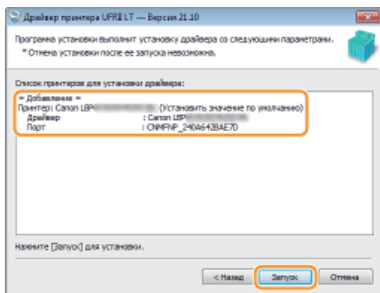 Драйвер принтера UFRII LT — Версия 21.10
Программа установки выполнит установку драйвера со следующими параметрами.
* Отмена установки после ее запуска невозможна.
Список принтеров для установки драйвера:
= Добавление =
Принтер: Canon LBP (Установить значение по умолчанию)
Драйвер : Canon LBP
Порт : CNMFNP_240A642BAE7D
Нажмите [Запуск] для установки.
< Назад Запуск Отмена